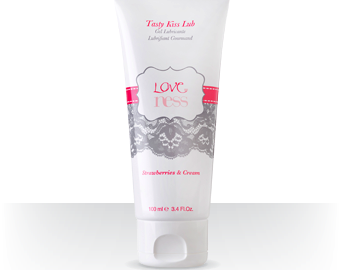 Tasty Kiss Lub
Gel Lubricante
Lubrifiant Gourmand
LOVE
ness
Strawberries & Cream
100 ml e 3.4 Fl.Oz.